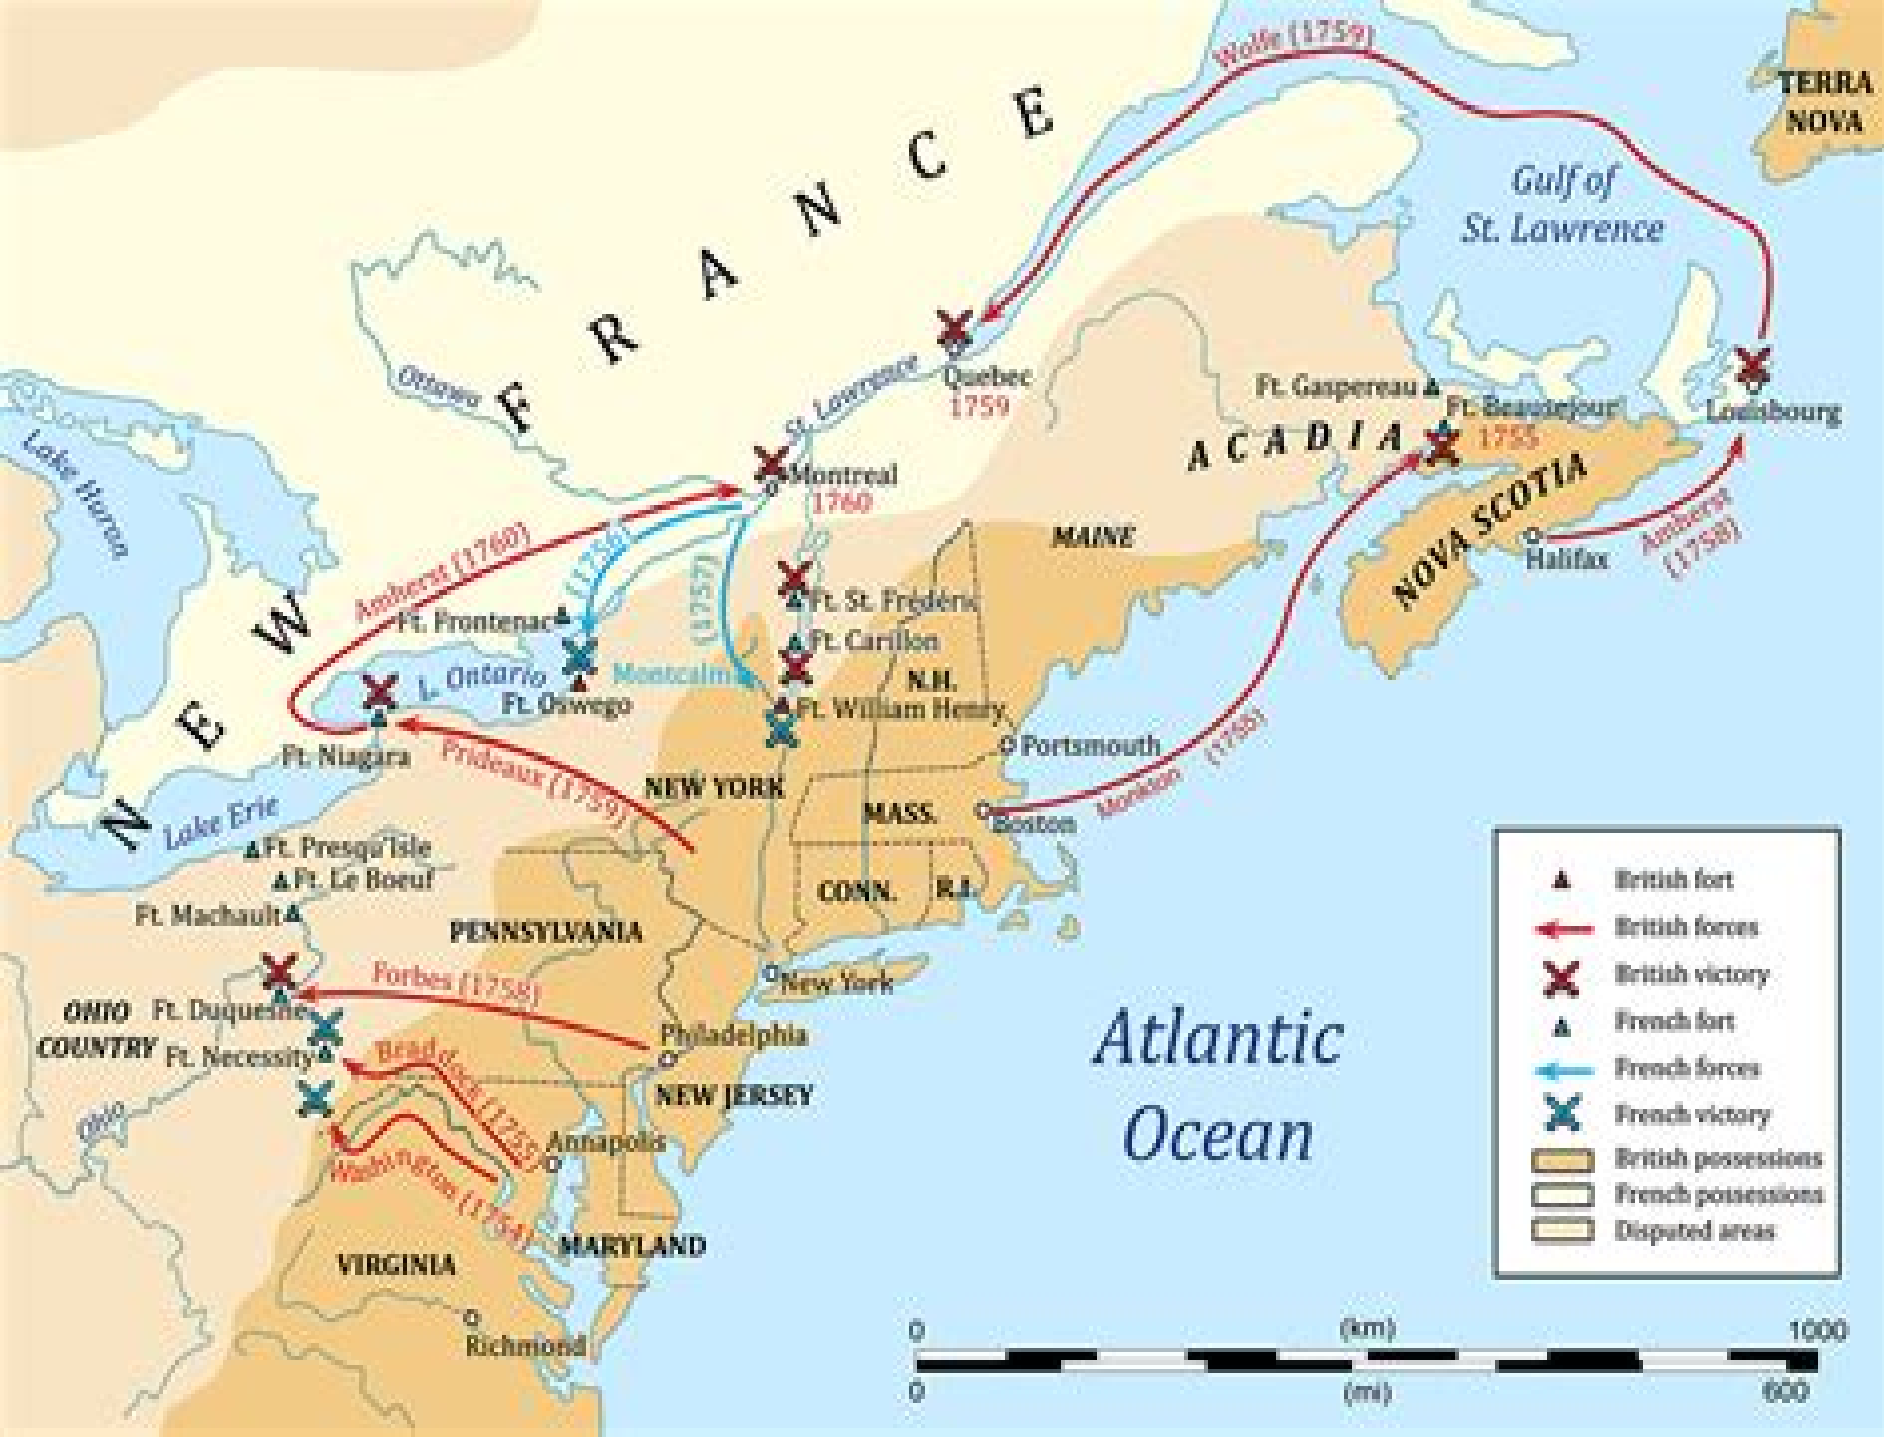 Wolfe (1759)
TERRA
NOVA
NEW FRANCE
Gulf of
St. Lawrence
Ottawa
St. Lawrence
Quebec
1759
Ft. Gaspereau
Ft. Beausejour
1755
Louisbourg
ACADIA
Lake Huron
Montreal
1760
NOVA SCOTIA
Amherst
(1758)
Halifax
MAINE
Amherst (1760)
(1756)
(1757)
Ft. St. Frédéric
Ft. Frontenac
Ft. Carillon
L. Ontario
Montcalm
N.H.
Ft. Oswego
Ft. William Henry
Ft. Niagara
Prideaux (1759)
Portsmouth
NEW YORK
MASS.
Boston
Monkton (1755)
Lake Erie
Ft. Presqu'Isle
Ft. Le Boeuf
Ft. Machault
CONN.
R.I.
PENNSYLVANIA
New York
Forbes (1758)
OHIO
COUNTRY
Ft. Duquesne
Ft. Necessity
Philadelphia
Braddock (1755)
NEW JERSEY
Ohio
Annapolis
Washington (1754)
MARYLAND
VIRGINIA
Richmond
Atlantic
Ocean
British fort
British forces
British victory
French fort
French forces
French victory
British possessions
French possessions
Disputed areas
0 (km) 1000
0 (mi) 600